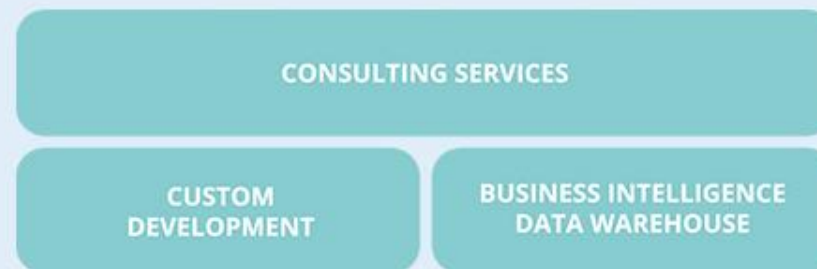 CONSULTING SERVICES
CUSTOM
DEVELOPMENT
BUSINESS INTELLIGENCE
DATA WAREHOUSE